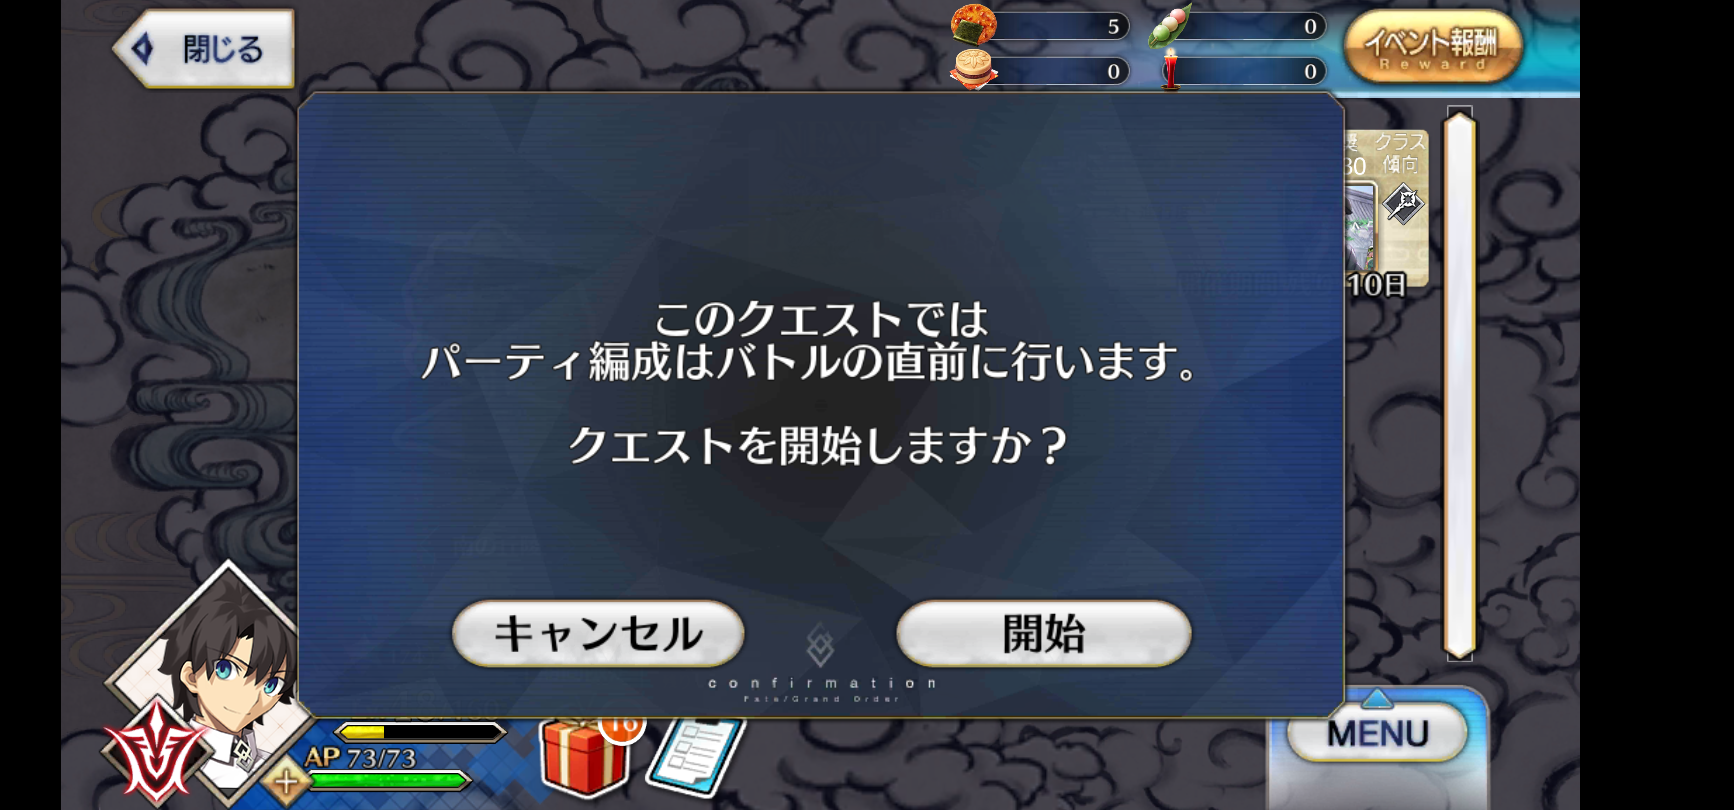 閉じる
5
0
0
0
イベント報酬
Reward
クラス
30 傾向
10日
このクエストでは
パーティ編成はバトルの直前に行います。
クエストを開始しますか？
キャンセル
開始
confirmation
Fate/Grand Order
AP 73/73
16
MENU